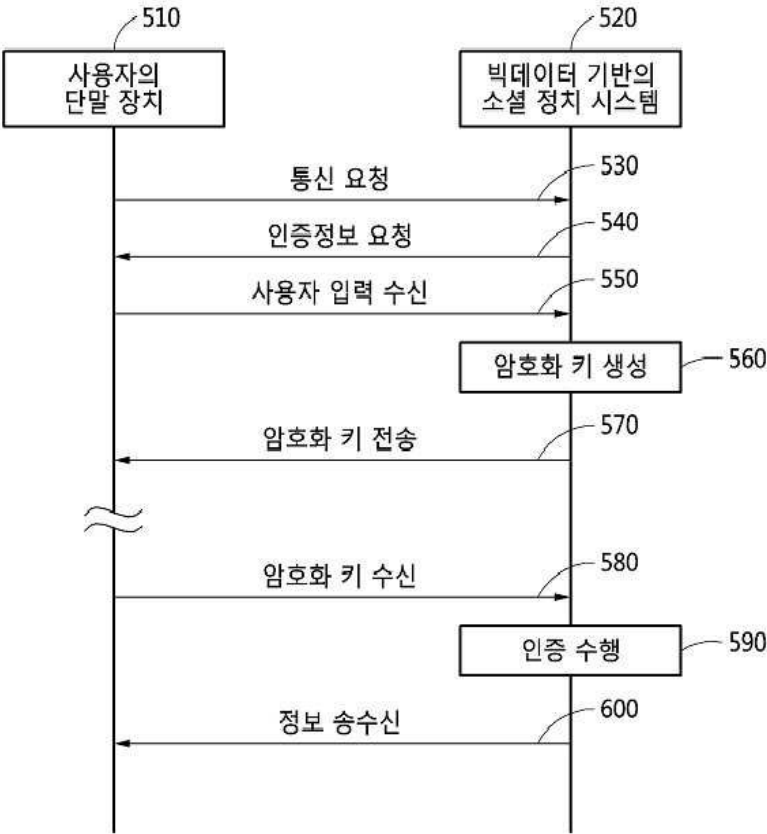 510
520
사용자의
단말 장치
빅데이터 기반의
소셜 정치 시스템
통신 요청
530
인증정보 요청
540
사용자 입력 수신
550
암호화 키 생성
560
암호화 키 전송
570
암호화 키 수신
580
인증 수행
590
정보 송수신
600